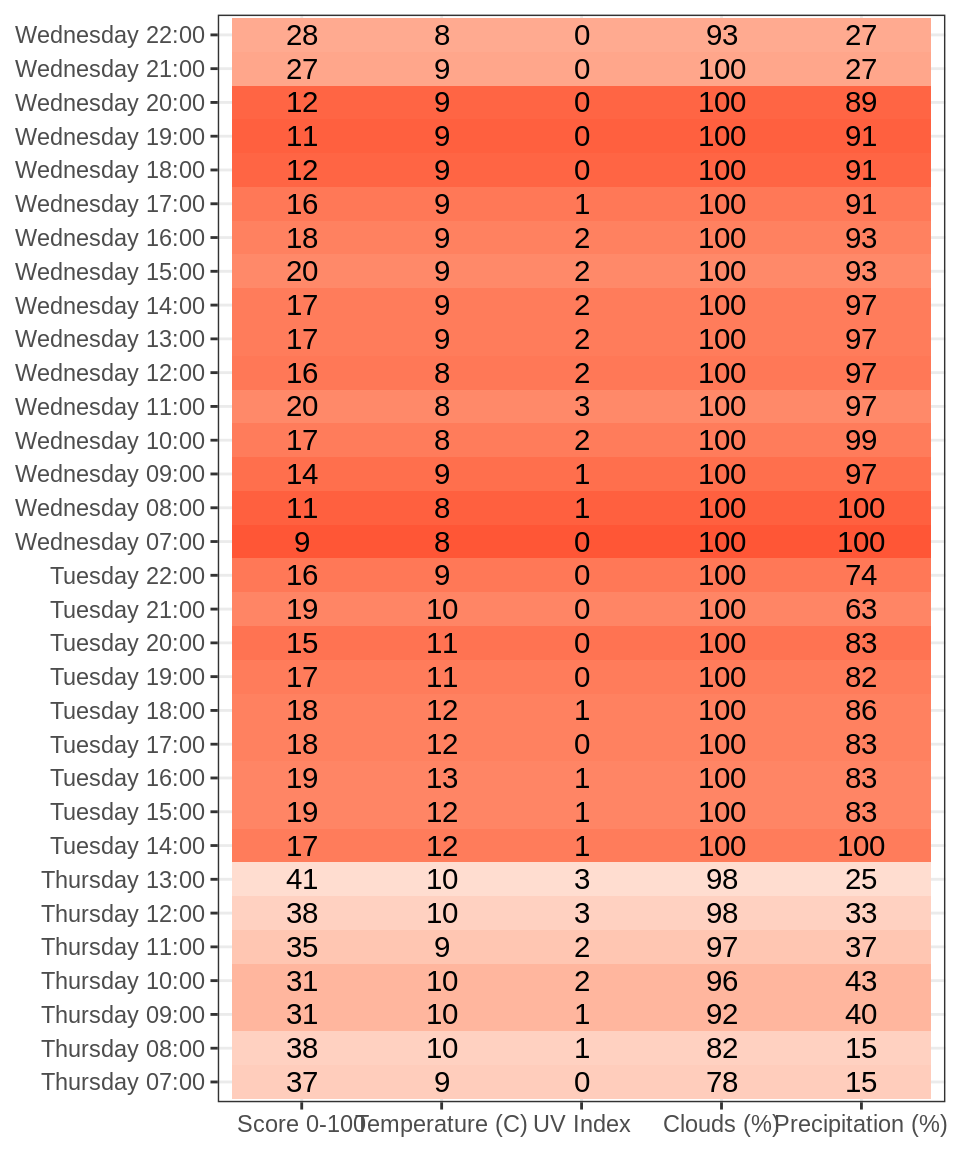 Wednesday 22:00 28 8 0 93 27
Wednesday 21:00 27 9 0 100 27
Wednesday 20:00 12 9 0 100 89
Wednesday 19:00 11 9 0 100 91
Wednesday 18:00 12 9 0 100 91
Wednesday 17:00 16 9 1 100 91
Wednesday 16:00 18 9 2 100 93
Wednesday 15:00 20 9 2 100 93
Wednesday 14:00 17 9 2 100 97
Wednesday 13:00 17 9 2 100 97
Wednesday 12:00 16 8 2 100 97
Wednesday 11:00 20 8 3 100 97
Wednesday 10:00 17 8 2 100 99
Wednesday 09:00 14 9 1 100 97
Wednesday 08:00 11 8 1 100 100
Wednesday 07:00 9 8 0 100 100
Tuesday 22:00 16 9 0 100 74
Tuesday 21:00 19 10 0 100 63
Tuesday 20:00 15 11 0 100 83
Tuesday 19:00 17 11 0 100 82
Tuesday 18:00 18 12 1 100 86
Tuesday 17:00 18 12 0 100 83
Tuesday 16:00 19 13 1 100 83
Tuesday 15:00 19 12 1 100 83
Tuesday 14:00 17 12 1 100 100
Thursday 13:00 41 10 3 98 25
Thursday 12:00 38 10 3 98 33
Thursday 11:00 35 9 2 97 37
Thursday 10:00 31 10 2 96 43
Thursday 09:00 31 10 1 92 40
Thursday 08:00 38 10 1 82 15
Thursday 07:00 37 9 0 78 15
Score 0-100 Temperature (C) UV Index Clouds (%) Precipitation (%)